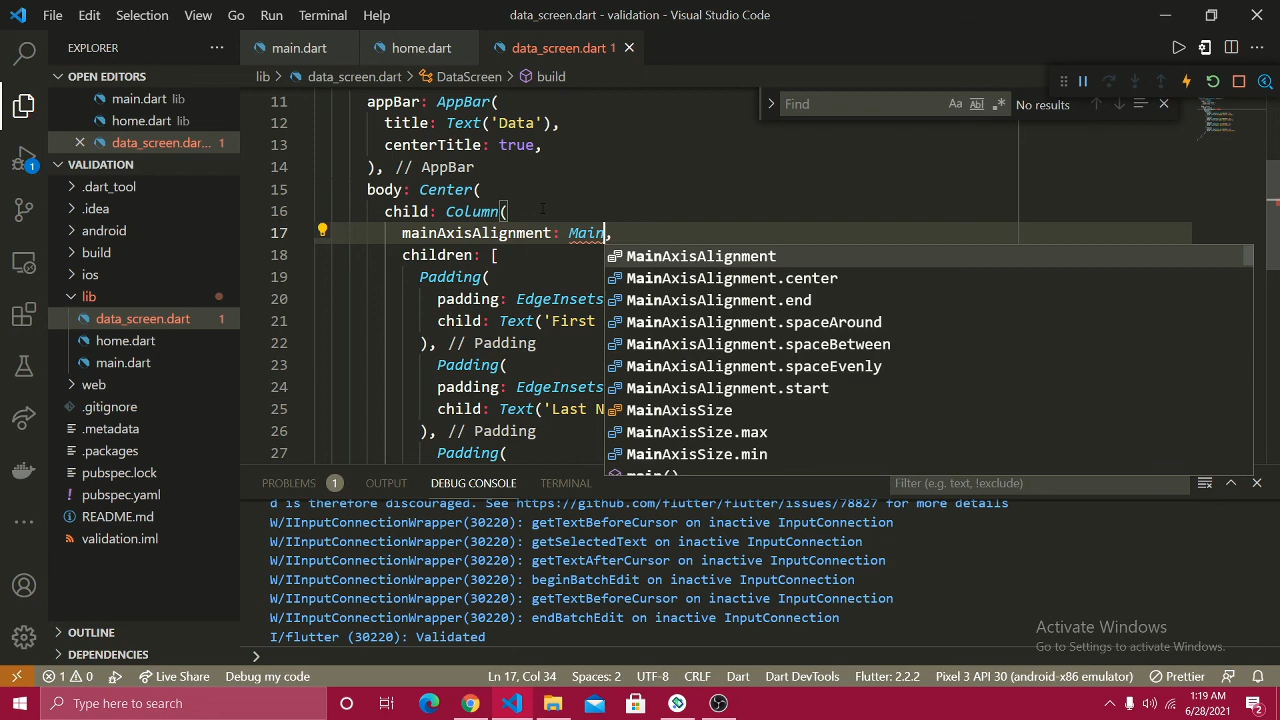 File Edit Selection View Go Run Terminal Help data_screen.dart - validation - Visual Studio Code
EXPLORER
OPEN EDITORS
main.dart lib
home.dart lib
data_screen.dar... 1
VALIDATION
.dart_tool
.idea
android
build
ios
lib
data_screen.dart 1
home.dart
main.dart
web
.gitignore
.metadata
.packages
pubspec.lock
pubspec.yaml
README.md
validation.iml
OUTLINE
DEPENDENCIES
1
main.dart home.dart data_screen.dart 1
lib > data_screen.dart > DataScreen > build
Find Aa Abl .* No results
11 appBar: AppBar(
12 title: Text('Data'),
13 centerTitle: true,
14 ), // AppBar
15 body: Center(
16 child: Column(
17 mainAxisAlignment: Main,
18 children: [
19 Padding(
20 padding: EdgeInsets
21 child: Text('First
22 ), // Padding
23 Padding(
24 padding: EdgeInsets
25 child: Text('Last N
26 ), // Padding
27 Padding(
MainAxisAlignment
MainAxisAlignment.center
MainAxisAlignment.end
MainAxisAlignment.spaceAround
MainAxisAlignment.spaceBetween
MainAxisAlignment.spaceEvenly
MainAxisAlignment.start
MainAxisSize
MainAxisSize.max
MainAxisSize.min
main()
PROBLEMS 1 OUTPUT DEBUG CONSOLE TERMINAL Filter (e.g. text, !exclude)
d is therefore discouraged. See https://github.com/flutter/flutter/issues/78827 for more details
W/IInputConnectionWrapper(30220): getTextBeforeCursor on inactive InputConnection
W/IInputConnectionWrapper(30220): getSelectedText on inactive InputConnection
W/IInputConnectionWrapper(30220): getTextAfterCursor on inactive InputConnection
W/IInputConnectionWrapper(30220): beginBatchEdit on inactive InputConnection
W/IInputConnectionWrapper(30220): getTextBeforeCursor on inactive InputConnection
W/IInputConnectionWrapper(30220): endBatchEdit on inactive InputConnection
I/flutter (30220): Validated
Activate Windows
Go to Settings to activate Windows.
1 0 Live Share Debug my code Ln 17, Col 34 Spaces: 2 UTF-8 CRLF Dart Dart DevTools Flutter: 2.2.2 Pixel 3 API 30 (android-x86 emulator) Prettier
Type here to search
1:19 AM
6/28/2021
2